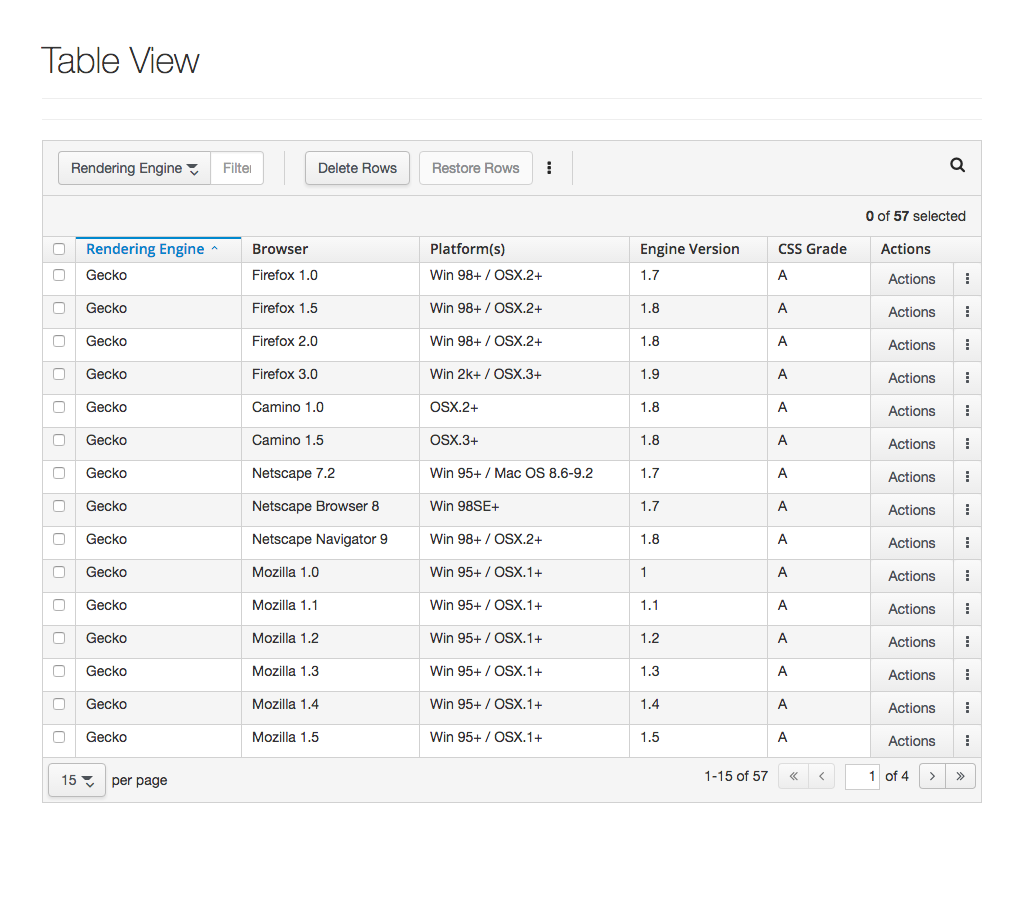 Table View
Rendering Engine Filter Delete Rows Restore Rows
0 of 57 selected
Rendering Engine Browser Platform(s) Engine Version CSS Grade Actions
Gecko Firefox 1.0 Win 98+ / OSX.2+ 1.7 A Actions
Gecko Firefox 1.5 Win 98+ / OSX.2+ 1.8 A Actions
Gecko Firefox 2.0 Win 98+ / OSX.2+ 1.8 A Actions
Gecko Firefox 3.0 Win 2k+ / OSX.3+ 1.9 A Actions
Gecko Camino 1.0 OSX.2+ 1.8 A Actions
Gecko Camino 1.5 OSX.3+ 1.8 A Actions
Gecko Netscape 7.2 Win 95+ / Mac OS 8.6-9.2 1.7 A Actions
Gecko Netscape Browser 8 Win 98SE+ 1.7 A Actions
Gecko Netscape Navigator 9 Win 98+ / OSX.2+ 1.8 A Actions
Gecko Mozilla 1.0 Win 95+ / OSX.1+ 1 A Actions
Gecko Mozilla 1.1 Win 95+ / OSX.1+ 1.1 A Actions
Gecko Mozilla 1.2 Win 95+ / OSX.1+ 1.2 A Actions
Gecko Mozilla 1.3 Win 95+ / OSX.1+ 1.3 A Actions
Gecko Mozilla 1.4 Win 95+ / OSX.1+ 1.4 A Actions
Gecko Mozilla 1.5 Win 95+ / OSX.1+ 1.5 A Actions
15 per page 1-15 of 57 « ‹ 1 of 4 › »